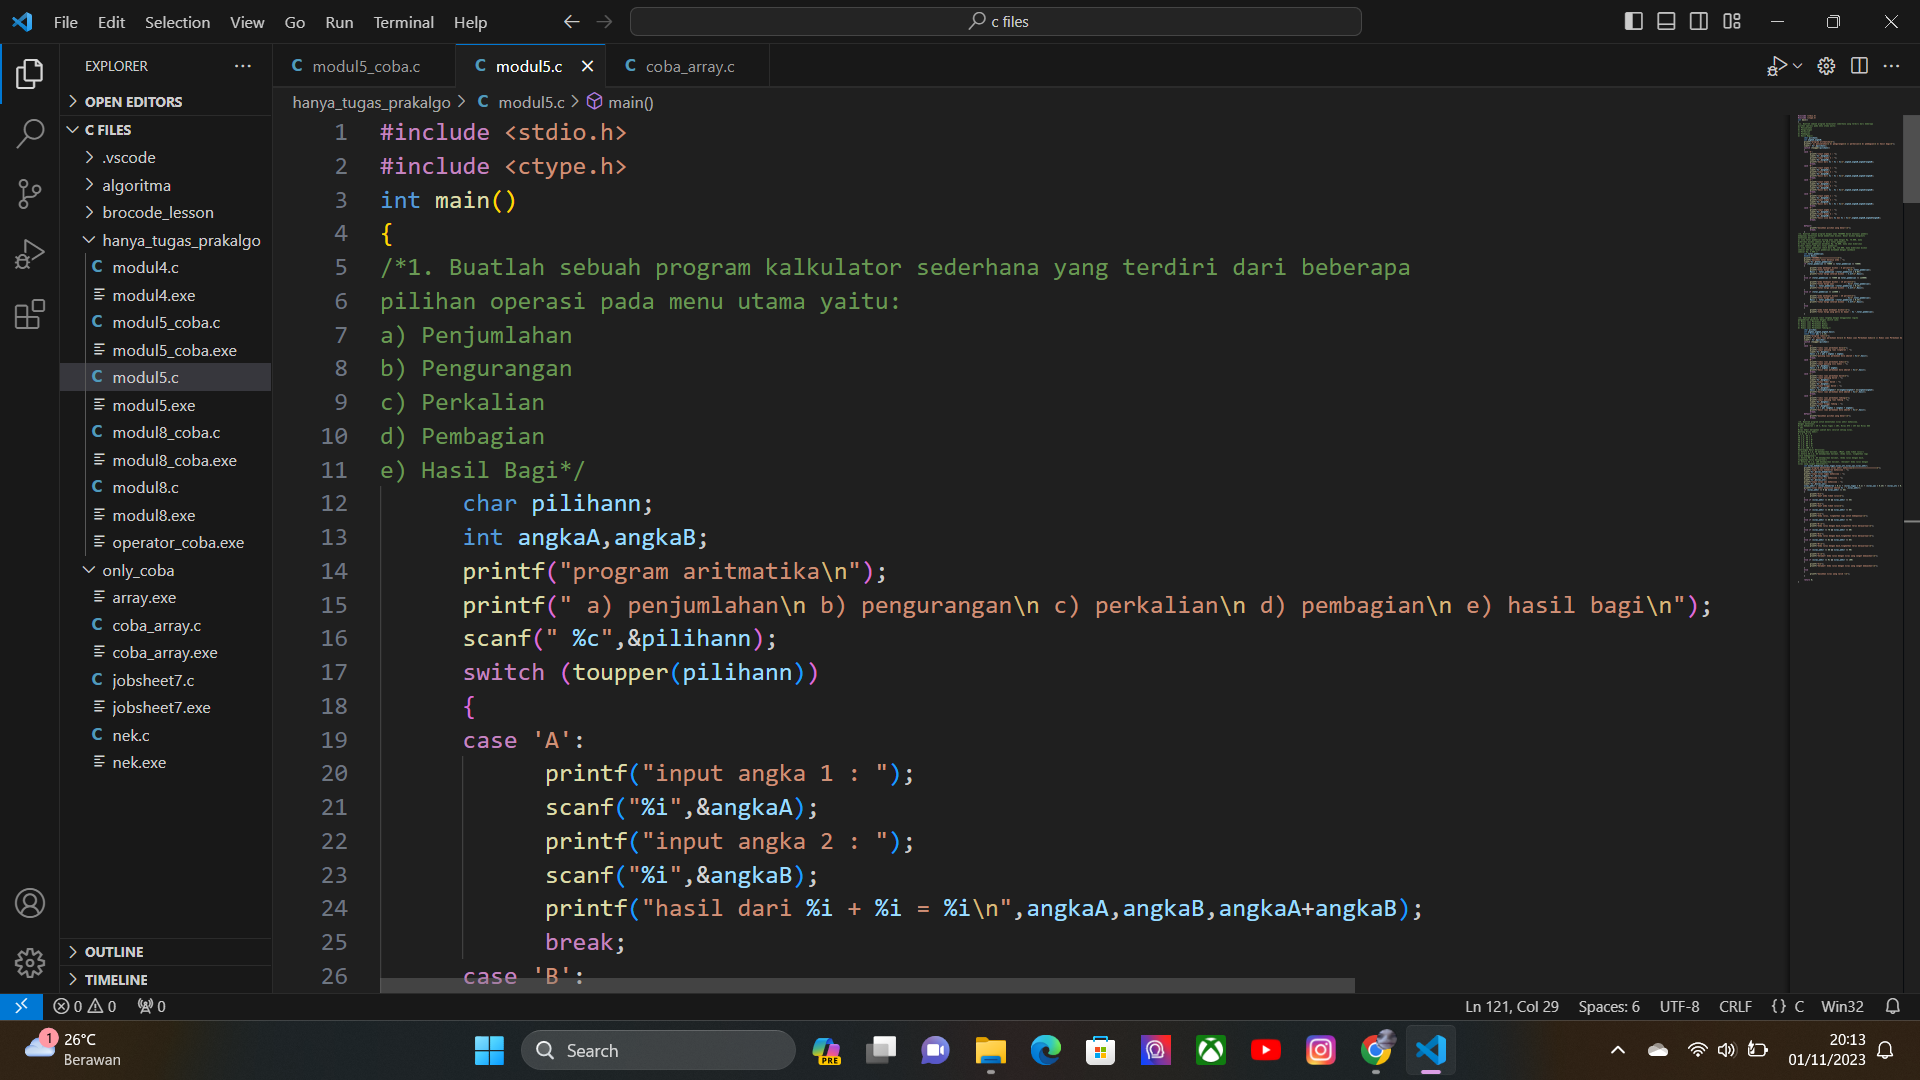 File Edit Selection View Go Run Terminal Help
c files
EXPLORER
OPEN EDITORS
C FILES
.vscode
algoritma
brocode_lesson
hanya_tugas_prakalgo
C modul4.c
modul4.exe
C modul5_coba.c
modul5_coba.exe
C modul5.c
modul5.exe
C modul8_coba.c
modul8_coba.exe
C modul8.c
modul8.exe
operator_coba.exe
only_coba
array.exe
C coba_array.c
coba_array.exe
C jobsheet7.c
jobsheet7.exe
C nek.c
nek.exe
OUTLINE
TIMELINE
C modul5_coba.c C modul5.c C coba_array.c
hanya_tugas_prakalgo > C modul5.c > main()
1 #include <stdio.h>
2 #include <ctype.h>
3 int main()
4 {
5 /*1. Buatlah sebuah program kalkulator sederhana yang terdiri dari beberapa
6 pilihan operasi pada menu utama yaitu:
7 a) Penjumlahan
8 b) Pengurangan
9 c) Perkalian
10 d) Pembagian
11 e) Hasil Bagi*/
12 char pilihann;
13 int angkaA,angkaB;
14 printf("program aritmatika\n");
15 printf(" a) penjumlahan\n b) pengurangan\n c) perkalian\n d) pembagian\n e) hasil bagi\n");
16 scanf(" %c",&pilihann);
17 switch (toupper(pilihann))
18 {
19 case 'A':
20 printf("input angka 1 : ");
21 scanf("%i",&angkaA);
22 printf("input angka 2 : ");
23 scanf("%i",&angkaB);
24 printf("hasil dari %i + %i = %i\n",angkaA,angkaB,angkaA+angkaB);
25 break;
26 case 'B':
0 0 0
Ln 121, Col 29 Spaces: 6 UTF-8 CRLF {} C Win32
1
26°C
Berawan
Search
PRE
20:13
01/11/2023